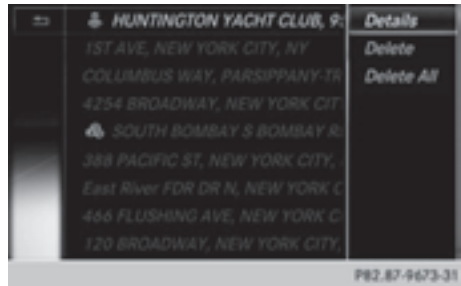 HUNTINGTON YACHT CLUB, 9:
1ST AVE, NEW YORK CITY, NY
COLUMBUS WAY, PARSIPPANY-TR
4254 BROADWAY, NEW YORK CIT
SOUTH BOMBAY S BOMBAY R
388 PACIFIC ST, NEW YORK CITY,
East River FDR DR N, NEW YORK C
466 FLUSHING AVE, NEW YORK C
120 BROADWAY, NEW YORK CITY,
Details
Delete
Delete All
P82.87-9673-31